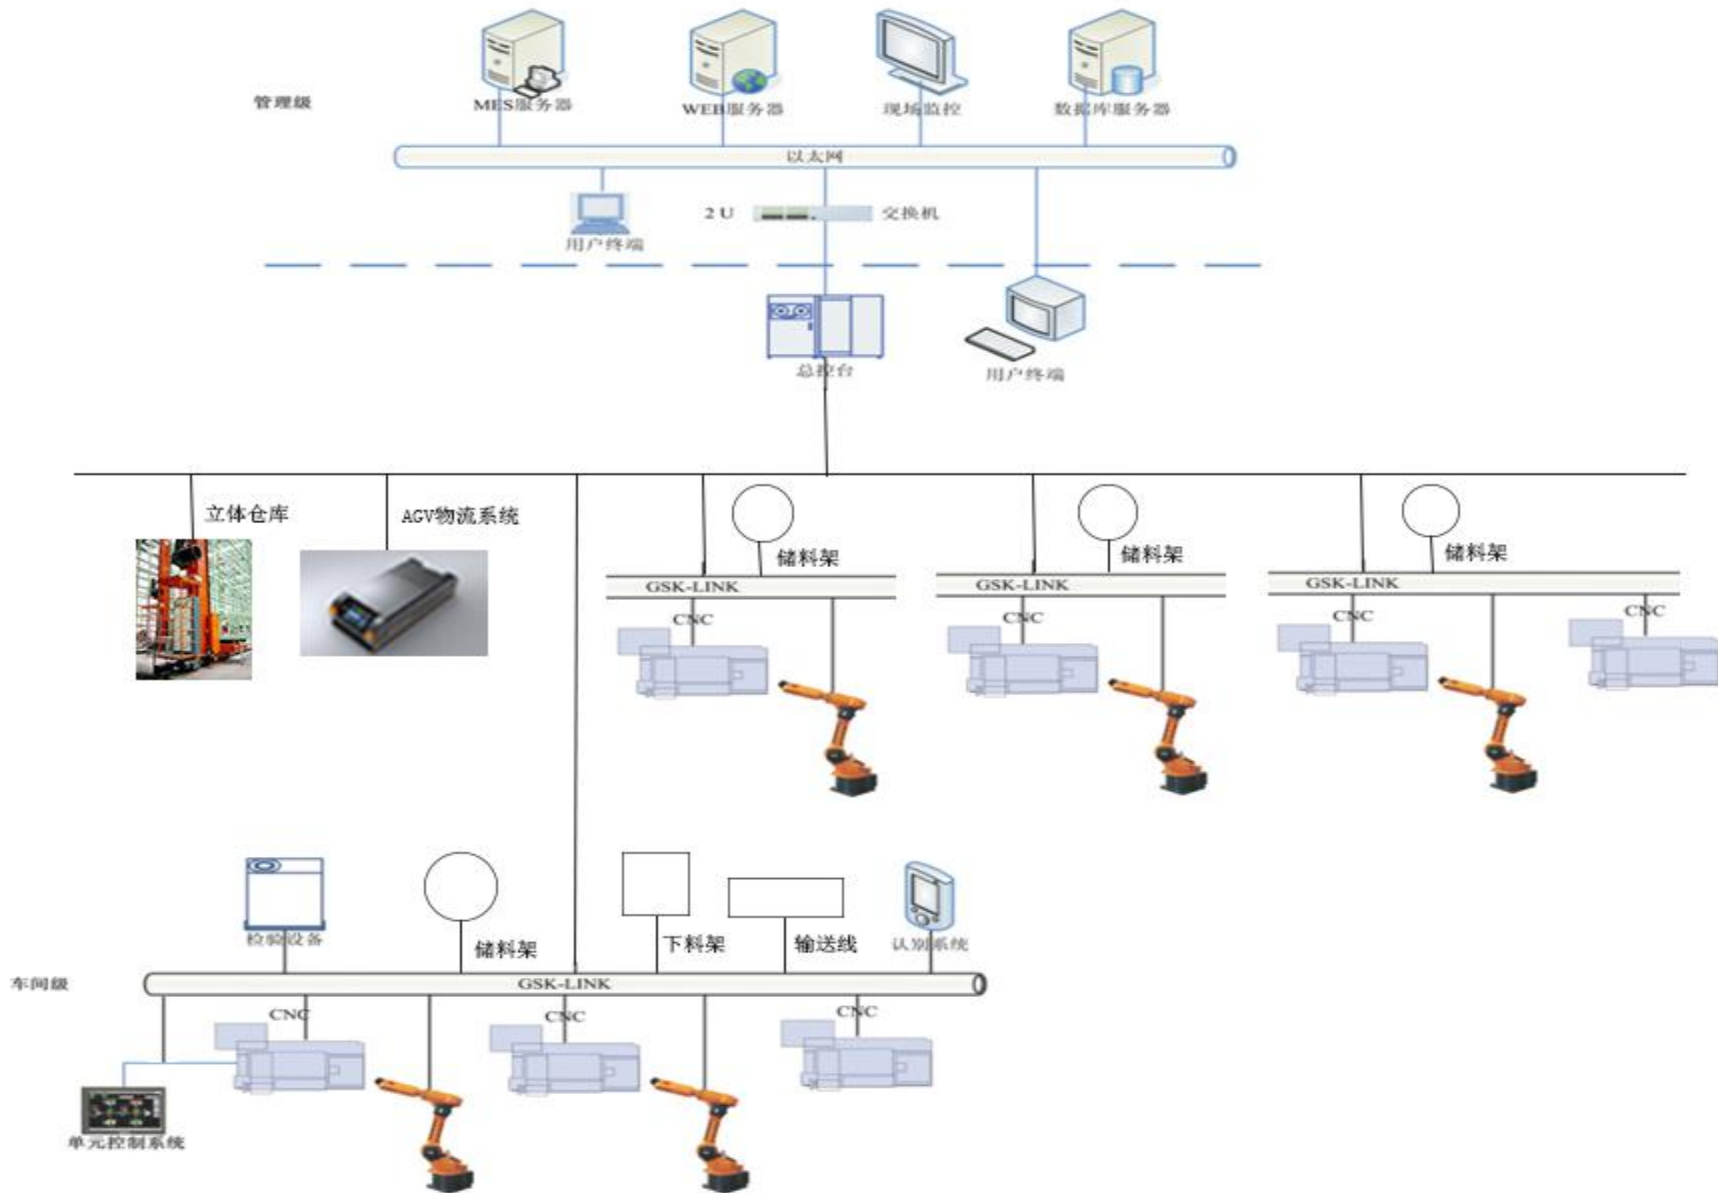 MES服务器
WEB服务器
现场监控
数据库服务器
管理级
以太网
2 U
交换机
用户终端
总控台
用户终端
立体仓库
AGV物流系统
储料架
储料架
储料架
GSK-LINK
GSK-LINK
GSK-LINK
CNC
CNC
CNC
CNC
检验设备
储料架
下料架
输送线
认别系统
车间级
GSK-LINK
CNC
CNC
CNC
单元控制系统